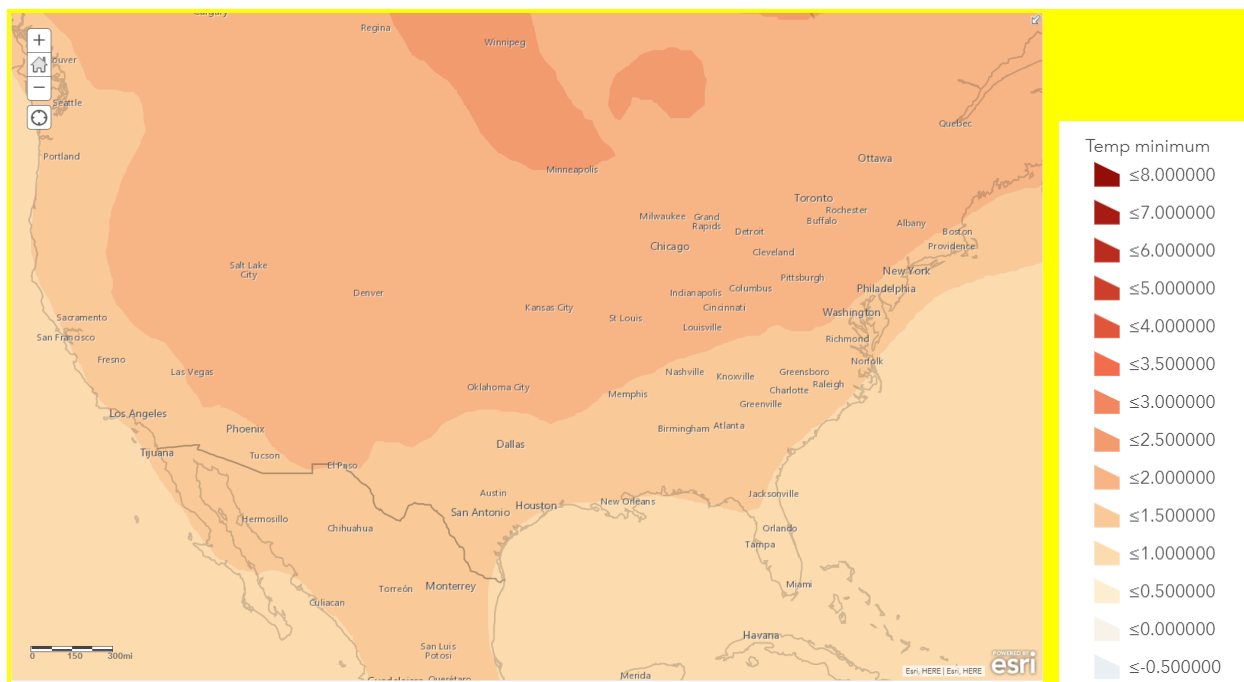 Calgary
Regina
Winnipeg
+
ouver
−
Seattle
Quebec
Portland
Ottawa
Minneapolis
Toronto
Rochester
Buffalo
Milwaukee
Grand
Rapids
Albany
Boston
Detroit
Providence
Chicago
Cleveland
Salt Lake
City
New York
Pittsburgh
Denver
Indianapolis
Columbus
Philadelphia
Kansas City
Cincinnati
Washington
Sacramento
St Louis
Louisville
San Francisco
Richmond
Fresno
Norfolk
Las Vegas
Nashville
Knoxville
Greensboro
Raleigh
Oklahoma City
Memphis
Charlotte
Greenville
Los Angeles
Phoenix
Birmingham
Atlanta
Dallas
Tijuana
Tucson
El Paso
Austin
Jacksonville
Houston
New Orleans
San Antonio
Hermosillo
Chihuahua
Orlando
Tampa
Torreón
Monterrey
Miami
Culiacan
Havana
San Luis
Potosi
0 150 300mi
Guadalajara
Querétaro
Merida
Esri, HERE | Esri, HERE
POWERED BY
esri
Temp minimum
≤8.000000
≤7.000000
≤6.000000
≤5.000000
≤4.000000
≤3.500000
≤3.000000
≤2.500000
≤2.000000
≤1.500000
≤1.000000
≤0.500000
≤0.000000
≤-0.500000